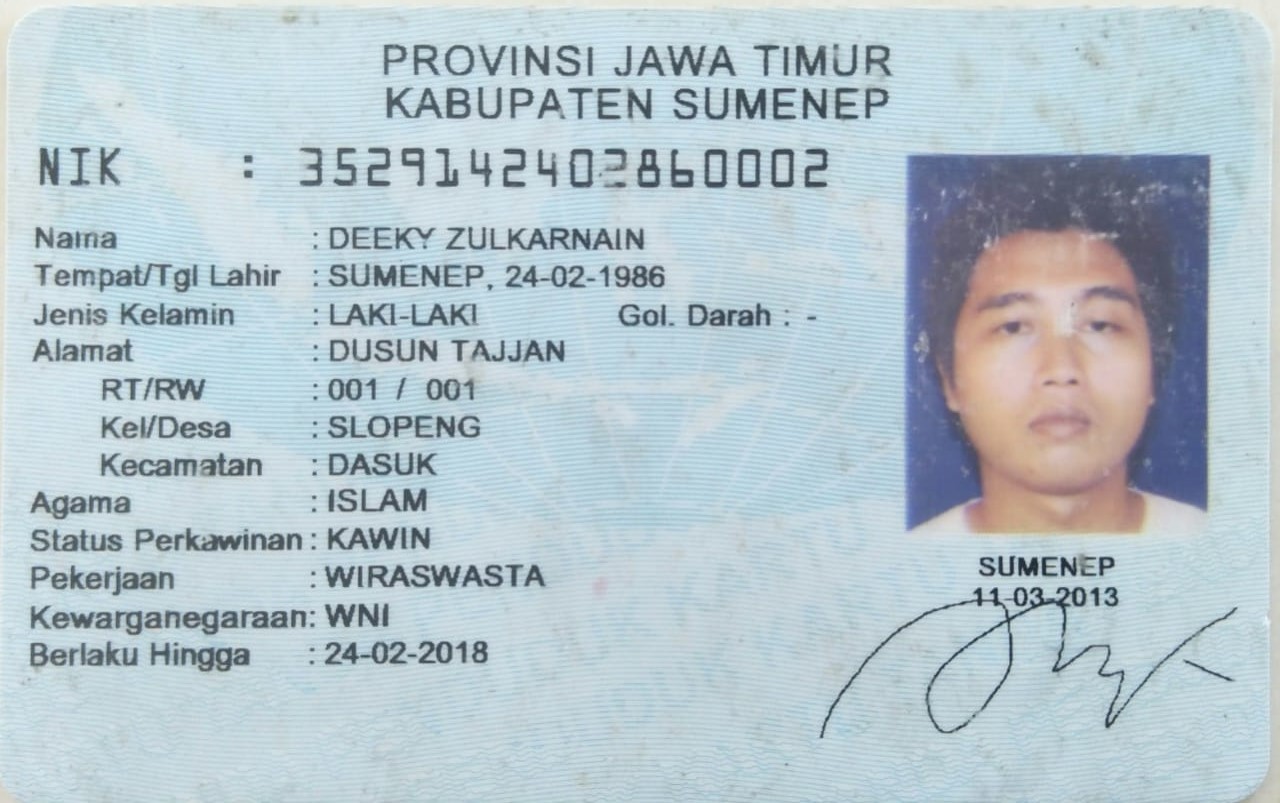 PROVINSI JAWA TIMUR
KABUPATEN SUMENEP
NIK : 3529142402860002
Nama : DEEKY ZULKARNAIN
Tempat/Tgl Lahir : SUMENEP, 24-02-1986
Jenis Kelamin : LAKI-LAKI Gol. Darah : -
Alamat : DUSUN TAJJAN
RT/RW : 001 / 001
Kel/Desa : SLOPENG
Kecamatan : DASUK
Agama : ISLAM
Status Perkawinan : KAWIN
Pekerjaan : WIRASWASTA
Kewarganegaraan: WNI
Berlaku Hingga : 24-02-2018
SUMENEP
11-03-2013